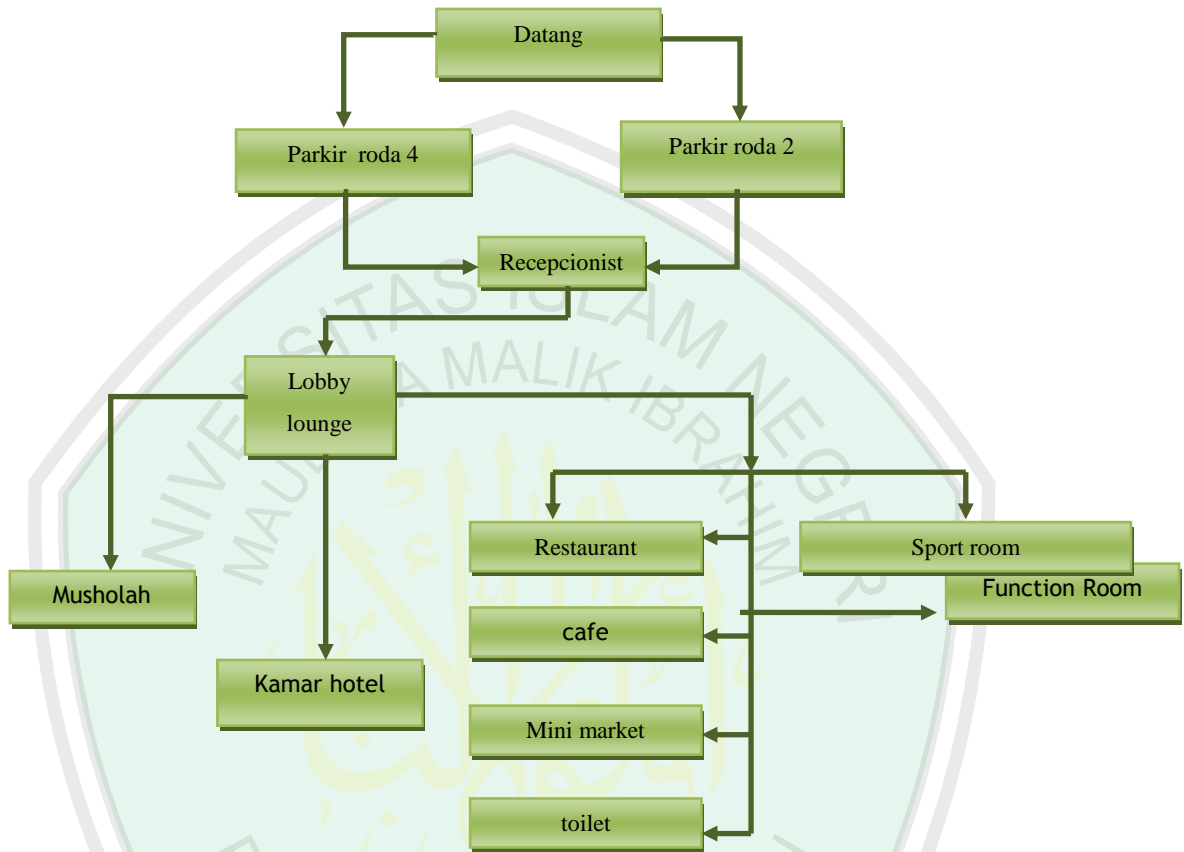 Datang
Parkir roda 4
Parkir roda 2
Recepcionist
Lobby
lounge
Restaurant
Sport room
Function Room
Musholah
cafe
Kamar hotel
Mini market
toilet